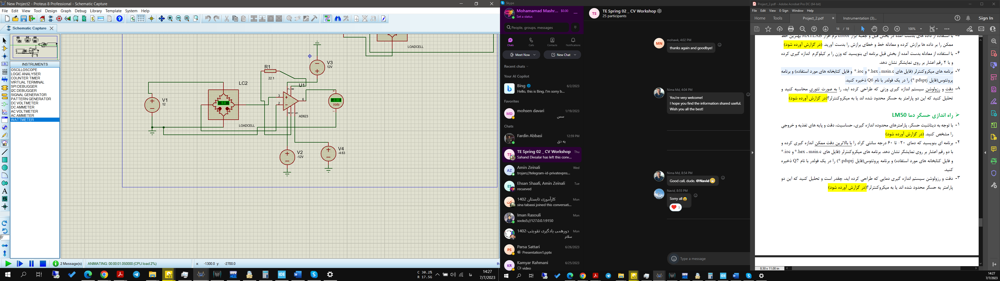 New Project2 - Proteus 8 Professional - Schematic Capture
File Edit View Tool Design Graph Debug Library Template System Help
Schematic Capture
INSTRUMENTS
OSCILLOSCOPE
LOGIC ANALYSER
COUNTER TIMER
VIRTUAL TERMINAL
SPI DEBUGGER
I2C DEBUGGER
SIGNAL GENERATOR
PATTERN GENERATOR
DC VOLTMETER
DC AMMETER
AC VOLTMETER
AC AMMETER
WATTMETER
LOADCELL
V3
12V
R1
22.1
U1
LC2
V1
12
0.0
LOADCELL
7
8
3
2
6
4
1
5
AD623
-0.00
Volts
V2
-12V
V4
-4.63
2 Message(s)
ANIMATING: 00:00:01.050000 (CPU load 2%)
x: -1300.0 y: -2700.0
th
C 30.2%
R 17.5G
14:27
7/7/2023
Skype
Mohamamad Mashr... $0.00
Set a status
People, groups, messages
Chats Calls Contacts Notifications
Meet Now
New Chat
Recent chats
Your AI Copilot
Bing 6/2/2023
Hello, this is Bing. I'm sorry b...
Favorites
MD
mohsen davari 1/19/2023
سس
Chats
Fardin Abbasi 12:59 PM
یه دق
TS
TE Spring 02 _ CV Workshop Thu
Sahand Divsalar has left this conv...
AZ
Amin Zeinali Wed
trojan://telegram-id-privatevpns...
ES
Ehsan Shaafi, Amin Zeinali Tue
recueved
کت
کارآموزی تابستان 1402 Mon
sina tabassi joined this conversati...
Iman Rasouli Mon
socks5://127.0.0.1:9150
دورهمی یادگیری تقویتی-1402 Mon
سلام
PS
Parsa Sattari 6/26/2023
Presentation1.pptx
KR
Kamyar Rahmani 6/25/2023
video
TS
TE Spring 02 _ CV Workshop
25 participants
MN
mohawk, 4:02 PM
thanks again and goodbye!
Nima Md, 4:04 PM
You're very welcome!
I hope you find the information shared useful.
Wish you all the best!
Nima Md, 8:54 PM
Good call, dude. @Navid
Navid, 8:55 PM
Sorry all
3
Type a message
Project_2.pdf - Adobe Acrobat Pro DC (64-bit)
File Edit View E-Sign Window Help
Home Tools Project_2.pdf Instrumentation (3)... Sign In
16 / 19 100%
۵- با استفاده از داده های بدست آمده در بخش قبل و جعبه ابزار cftool نرم افزار MATLAB بهترین خط
ممکن را بر داده ها برازش کرده و معادله خط و خطای برازش را بدست آورید. (در گزارش آورده شود)
۶- با استفاده از معادله بدست آمده از بخش قبل برنامه ای بنویسید که وزن را بر کیلوگرم اندازه گیری کرده
و با ۲ رقم اعشار بر روی نمایشگر نشان دهد.
۷- برنامه های میکروکنترلر (فایل های main.c ، hex.* و ioc.* و فایل کتابخانه های مورد استفاده) و برنامه
پروتئوس(فایل pdsprj.*) را در یک فولدر با نام Q6 ذخیره کنید.
۸- دقت و رزولوشن سیستم اندازه گیری وزنی که طراحی کرده اید، را به صورت تئوری محاسبه کنید و
تحلیل کنید که این دو پارامتر به حسگر محدود شده اند یا به میکروکنترلر؟(در گزارش آورده شود)
راه اندازی حسگر دما LM50
۱- با توجه به دیتاشیت حسگر، پارامترهای محدوده اندازه گیری، حساسیت، دقت و پایه های تغذیه و خروجی
را مشخص کنید. (در گزارش آورده شود)
۲- برنامه ای بنویسید که دمای ۲۰- تا ۶۰ درجه سانتی گراد را با بالاترین دقت ممکن اندازه گیری کرده و
با دو رقم اعشار بر روی نمایشگر نشان دهد. برنامه های میکروکنترلر (فایل های main.c ، hex.* و ioc.*
و فایل کتابخانه های مورد استفاده) و برنامه پروتئوس(فایل pdsprj.*) را در یک فولدر با نام Q7 ذخیره
کنید.
۳- دقت و رزولوشن سیستم اندازه گیری دمایی که طراحی کرده اید، چقدر است و تحلیل کنید که این دو
پارامتر به حسگر محدود شده اند یا به میکروکنترلر؟(در گزارش آورده شود)
8.50 x 11.00 in
14:27
7/7/2